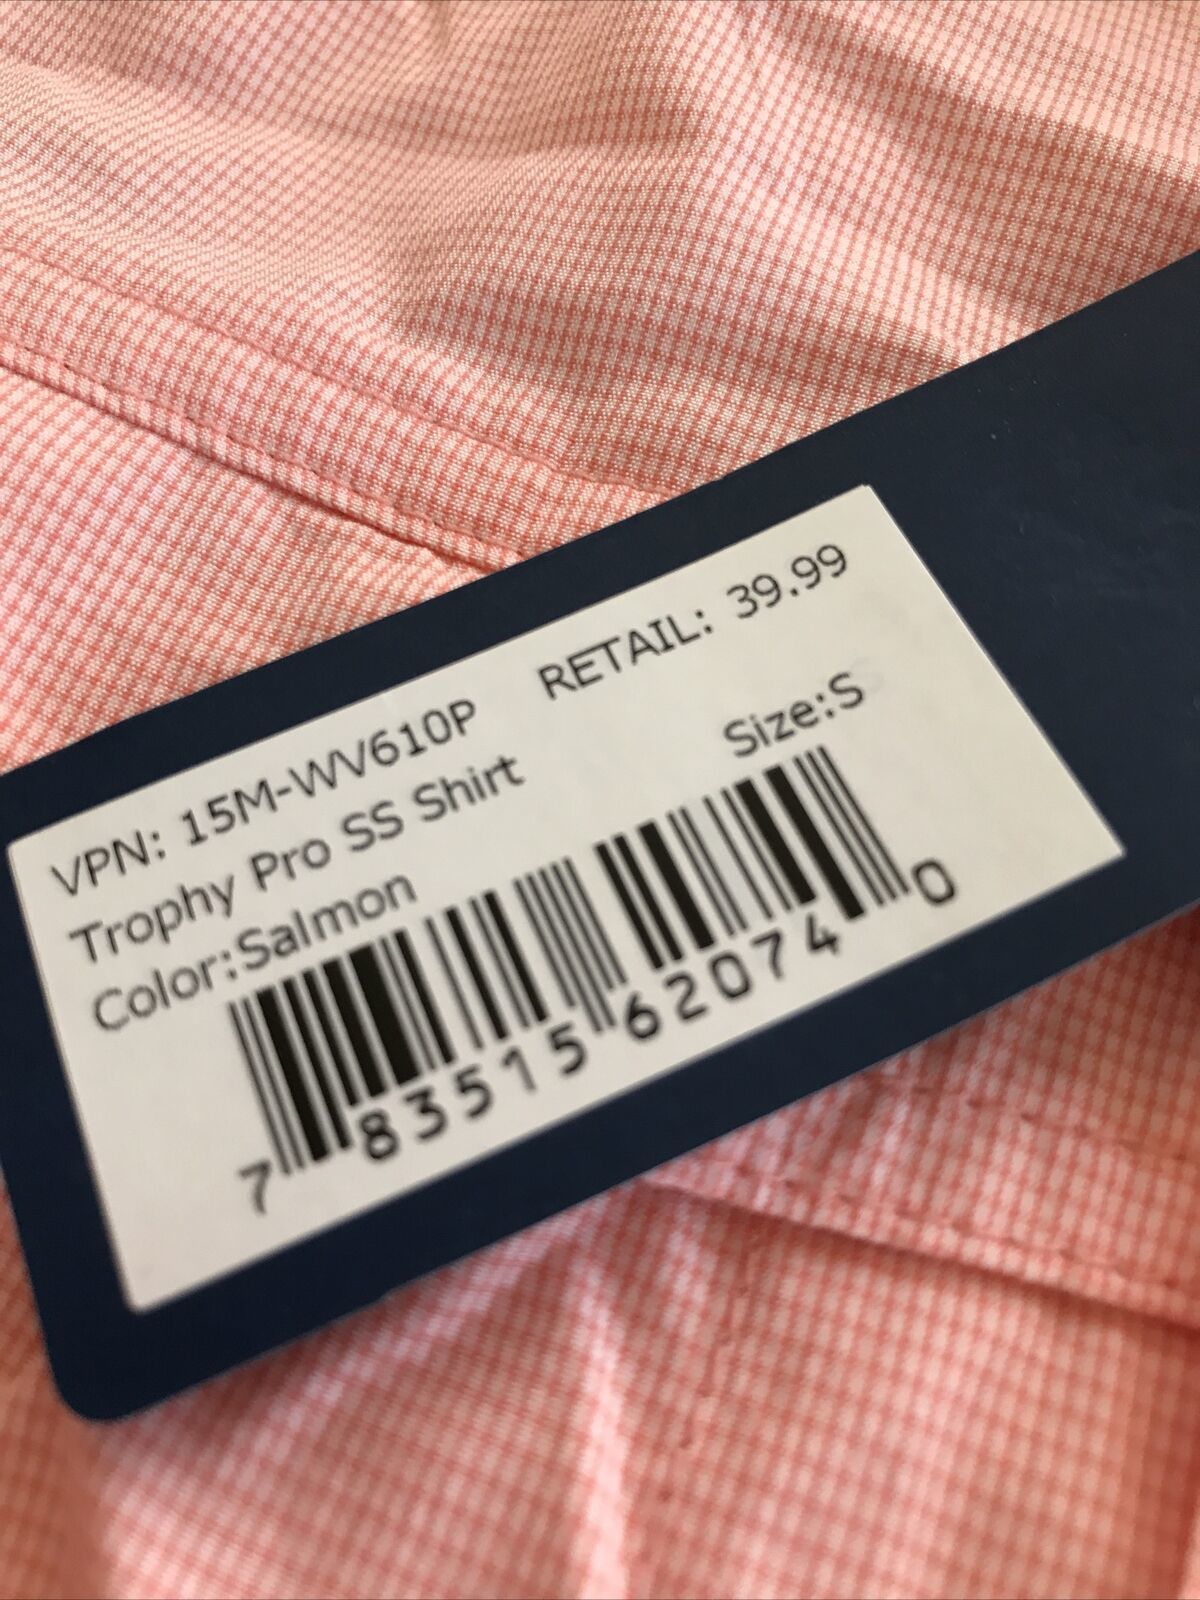 VPN: 15M-WV610P RETAIL: 39.99
Trophy Pro SS Shirt Size:S
Color:Salmon
7 83515 62074 0